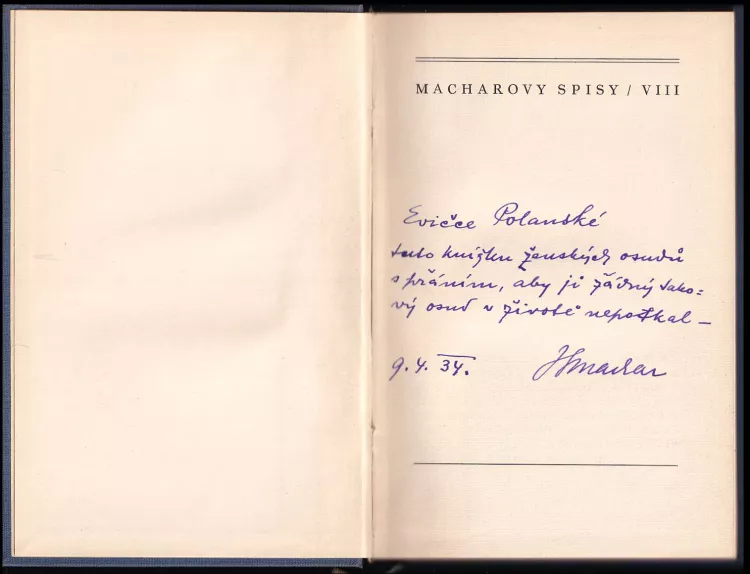 MACHAROVY SPISY / VIII
Evičce Polanské
tuto knížku ženských osudů
s přáním, aby ji žádný tako=
vý osud v životě nepotkal —
9. 4. 34. JSMachar